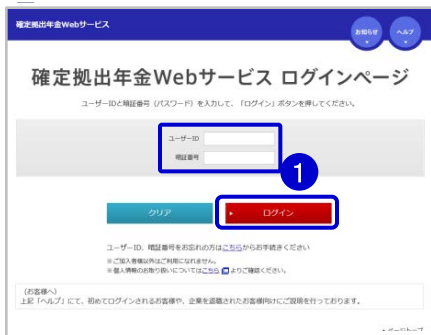 確定拠出年金Webサービス
お知らせ
ヘルプ
確定拠出年金Webサービス ログインページ
ユーザーIDと暗証番号（パスワード）を入力して、「ログイン」ボタンを押してください。
ユーザーID
暗証番号
1
クリア
ログイン
ユーザーID、暗証番号をお忘れの方はこちらからお手続きください
※ご加入者様以外はご利用になれません。
※個人情報のお取り扱いについてはこちら よりご確認ください。
（お客様へ）
上記「ヘルプ」にて、初めてログインされるお客様や、企業を退職されたお客様向けにご説明を行っております。
ページトップ